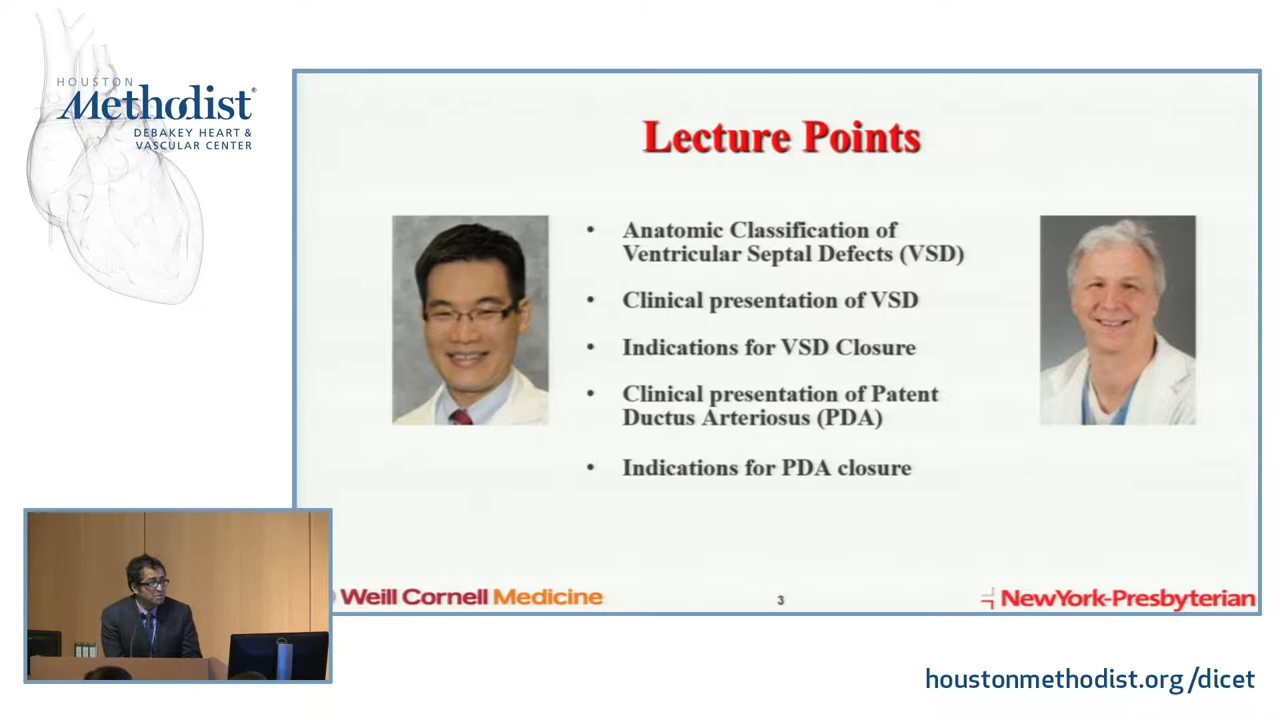 HOUSTON
Methodist®
DEBAKEY HEART &
VASCULAR CENTER
Lecture Points
• Anatomic Classification of
Ventricular Septal Defects (VSD)
• Clinical presentation of VSD
• Indications for VSD Closure
• Clinical presentation of Patent
Ductus Arteriosus (PDA)
• Indications for PDA closure
Weill Cornell Medicine
3
NewYork-Presbyterian
houstonmethodist.org/dicet